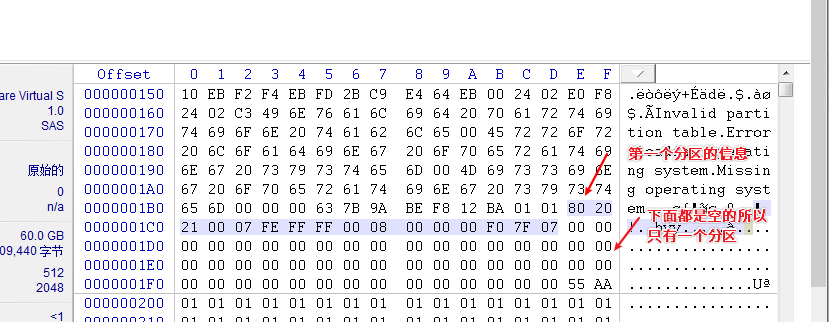 Offset 0 1 2 3 4 5 6 7 8 9 A B C D E F
are Virtual S
1.0
SAS
原始的
0
n/a
60.0 GB
09,440 字节
512
2048
<1
000000150 10 EB F2 F4 EB FD 2B C9 E4 64 EB 00 24 02 E0 F8 .ëòôëý+Éädë.$.àø
000000160 24 02 C3 49 6E 76 61 6C 69 64 20 70 61 72 74 69 $.ÃInvalid parti
000000170 74 69 6F 6E 20 74 61 62 6C 65 00 45 72 72 6F 72 tion table.Error
000000180 20 6C 6F 61 64 69 6E 67 20 6F 70 65 72 61 74 69
000000190 6E 67 20 73 79 73 74 65 6D 00 4D 69 73 73 69 6E ng system.Missin
0000001A0 67 20 6F 70 65 72 61 74 69 6E 67 20 73 79 73 74 g operating syst
0000001B0 65 6D 00 00 00 63 7B 9A BE F8 12 BA 01 01 80 20
0000001C0 21 00 07 FE FF FF 00 08 00 00 00 F0 7F 07 00 00
0000001D0 00 00 00 00 00 00 00 00 00 00 00 00 00 00 00 00 ................
0000001E0 00 00 00 00 00 00 00 00 00 00 00 00 00 00 00 00 ................
0000001F0 00 00 00 00 00 00 00 00 00 00 00 00 00 00 55 AA ..............Uª
000000200 01 01 01 01 01 01 01 01 01 01 01 01 01 01 01 01 ................
第一个分区的信息
下面都是空的所以
只有一个分区